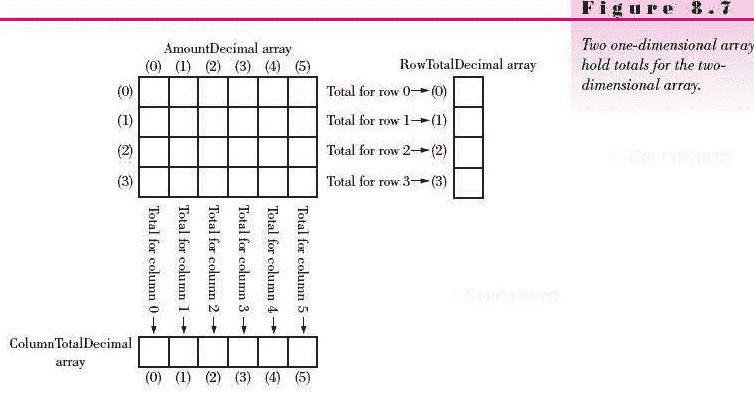 Figure 8.7
Two one-dimensional array
hold totals for the two-
dimensional array.
AmountDecimal array
(0) (1) (2) (3) (4) (5)
RowTotalDecimal array
(0)
Total for row 0 (0)
(1)
Total for row 1 (1)
(2)
Total for row 2 (2)
(3)
Total for row 3 (3)
Total for column 0
Total for column 1
Total for column 2
Total for column 3
Total for column 4
Total for column 5
ColumnTotalDecimal
array
(0) (1) (2) (3) (4) (5)